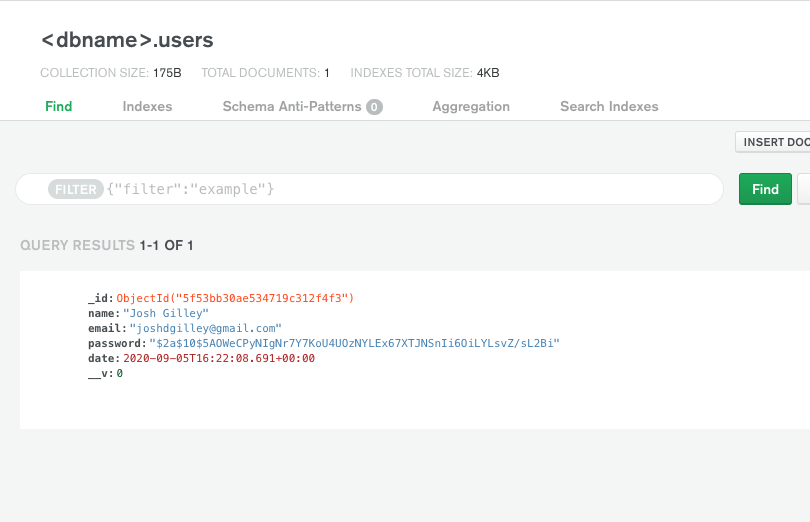 <dbname>.users
COLLECTION SIZE: 175B TOTAL DOCUMENTS: 1 INDEXES TOTAL SIZE: 4KB
Find Indexes Schema Anti-Patterns 0 Aggregation Search Indexes
INSERT DOC
FILTER {"filter":"example"} Find
QUERY RESULTS 1-1 OF 1
_id: ObjectId("5f53bb30ae534719c312f4f3")
name: "Josh Gilley"
email: "joshdgilley@gmail.com"
password: "$2a$10$5AOWeCPyNIgNr7Y7KoU4UOzNYLEx67XTJNSnIi6OiLYLsvZ/sL2Bi"
date: 2020-09-05T16:22:08.691+00:00
__v: 0